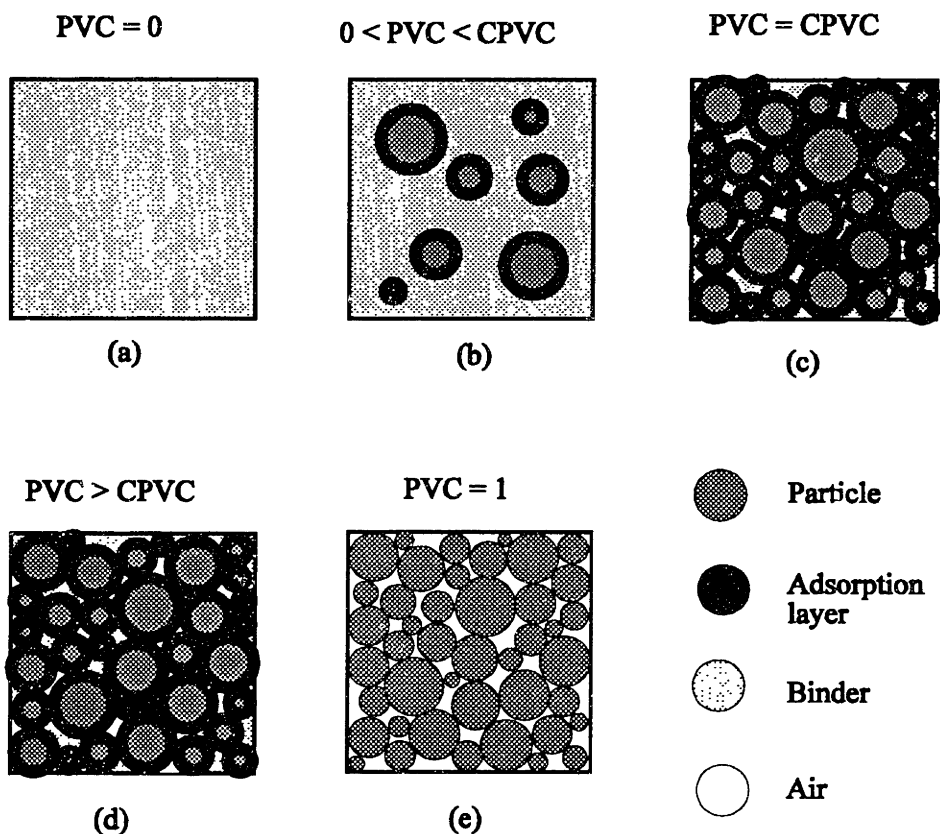 PVC = 0
0 < PVC < CPVC
PVC = CPVC
(a)
(b)
(c)
PVC > CPVC
PVC = 1
(d)
(e)
Particle
Adsorption
layer
Binder
Air